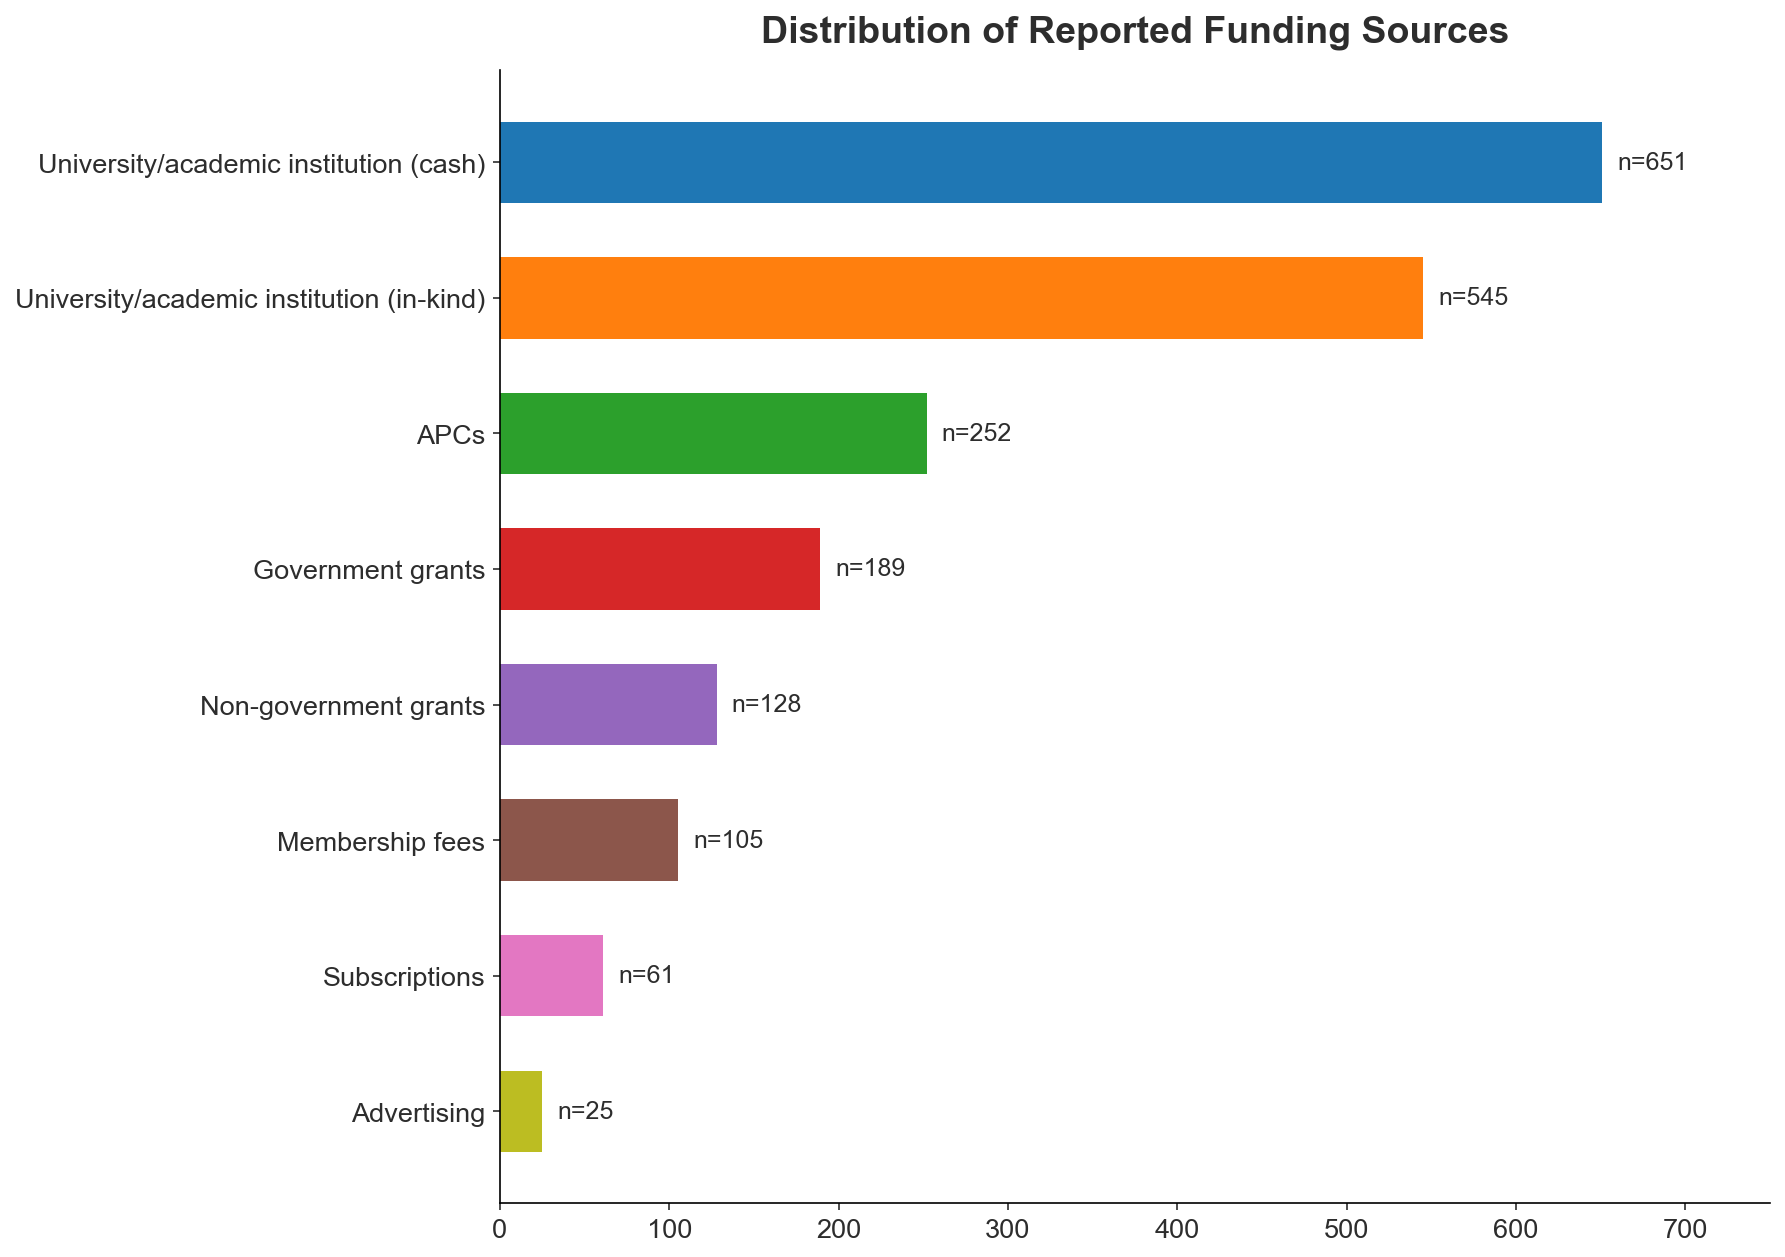 Distribution of Reported Funding Sources
University/academic institution (cash)
n=651
University/academic institution (in-kind)
n=545
APCs
n=252
Government grants
n=189
Non-government grants
n=128
Membership fees
n=105
Subscriptions
n=61
Advertising
n=25
0 100 200 300 400 500 600 700